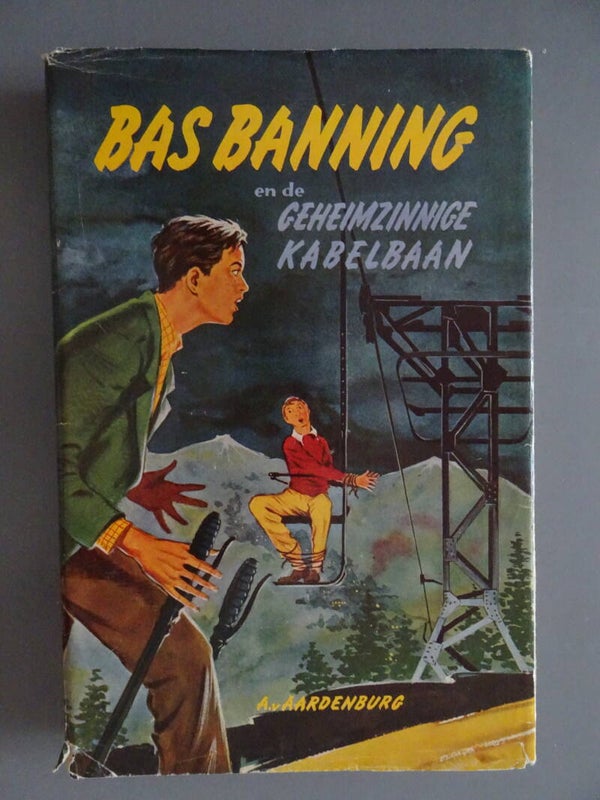 BAS BANNING
en de
GEHEIMZINNIGE
KABELBAAN
A.v AARDENBURG